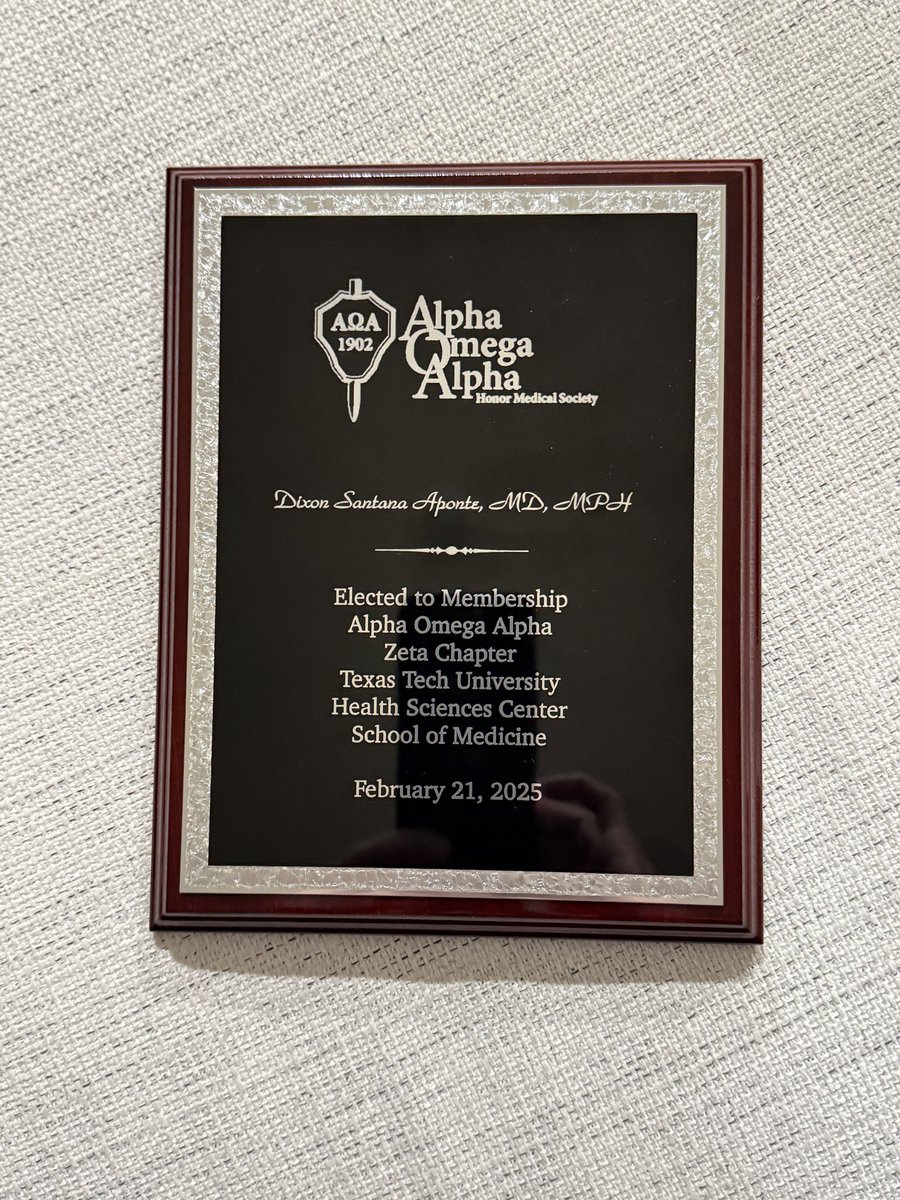 ΑΩΑ
1902
Alpha
Omega
Alpha
Honor Medical Society
Dixon Santana Aponte, MD, MPH
Elected to Membership
Alpha Omega Alpha
Zeta Chapter
Texas Tech University
Health Sciences Center
School of Medicine
February 21, 2025